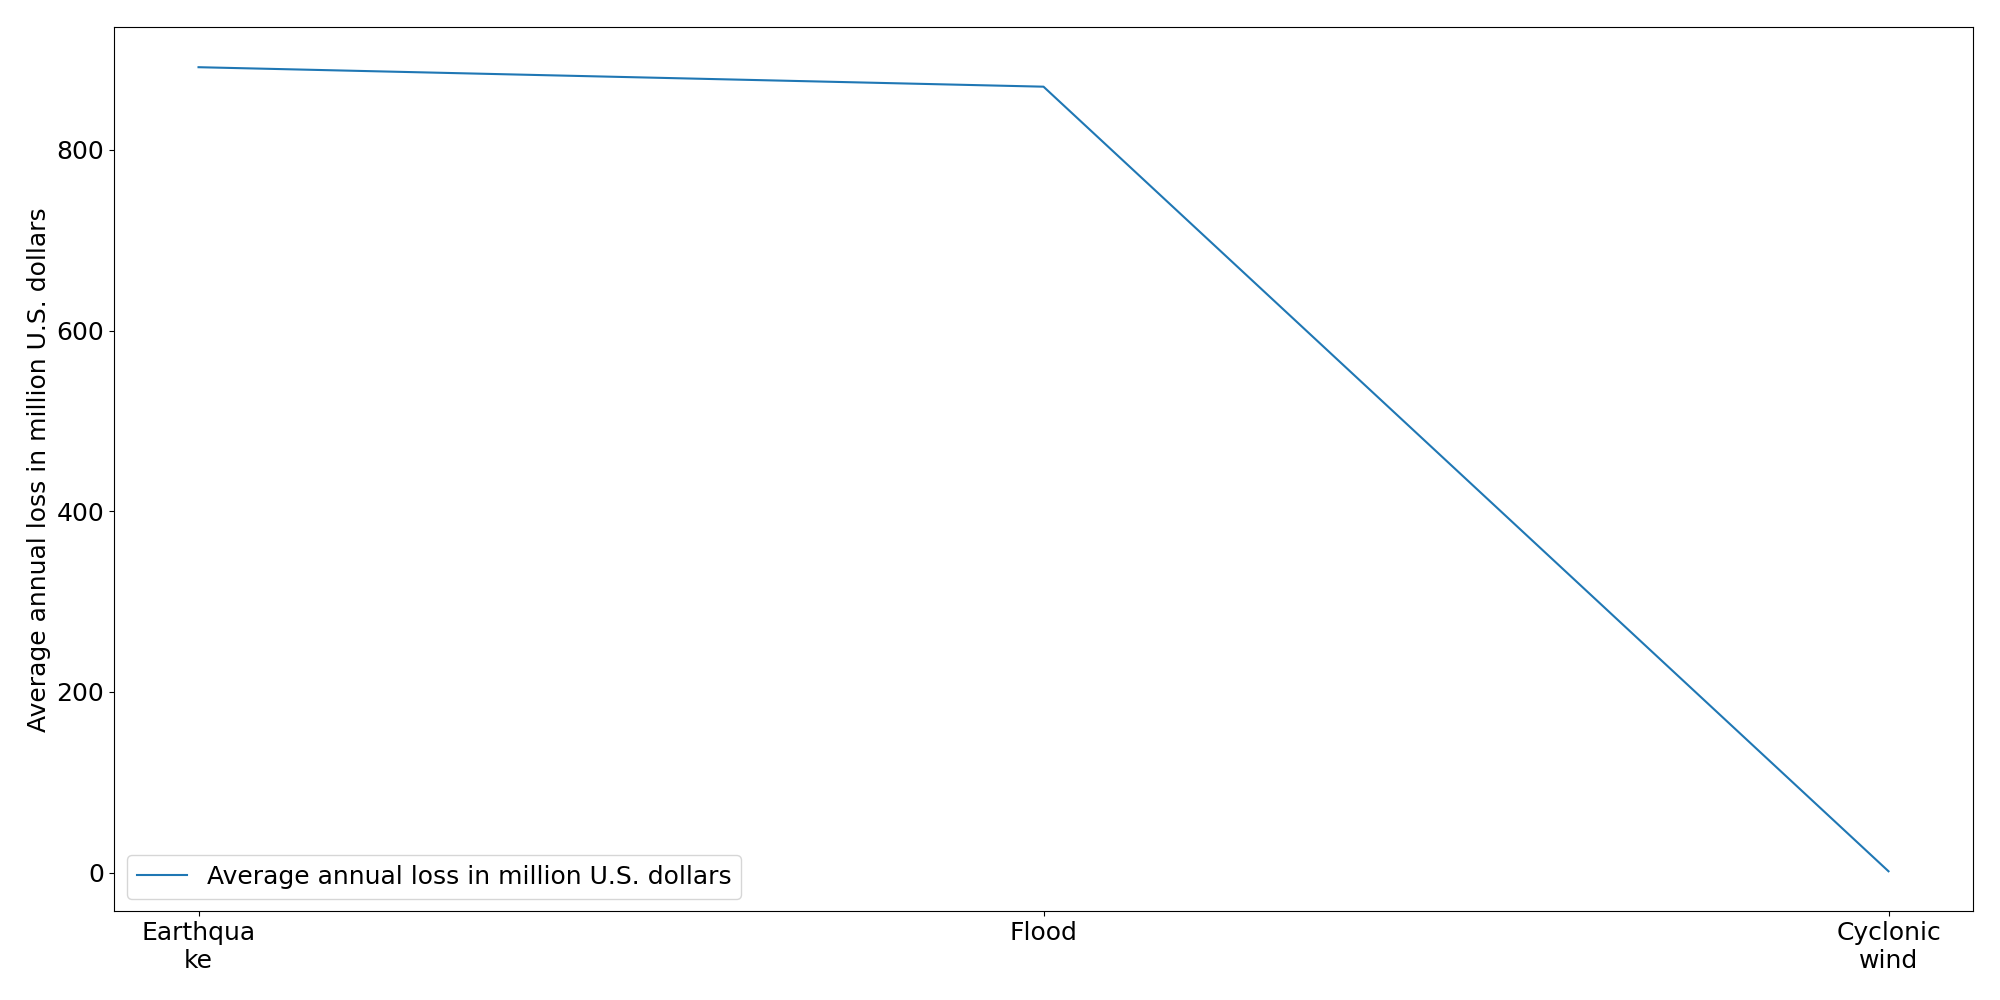 Average annual loss in million U.S. dollars
800
600
400
200
0
Average annual loss in million U.S. dollars
Earthqua
ke
Flood
Cyclonic
wind